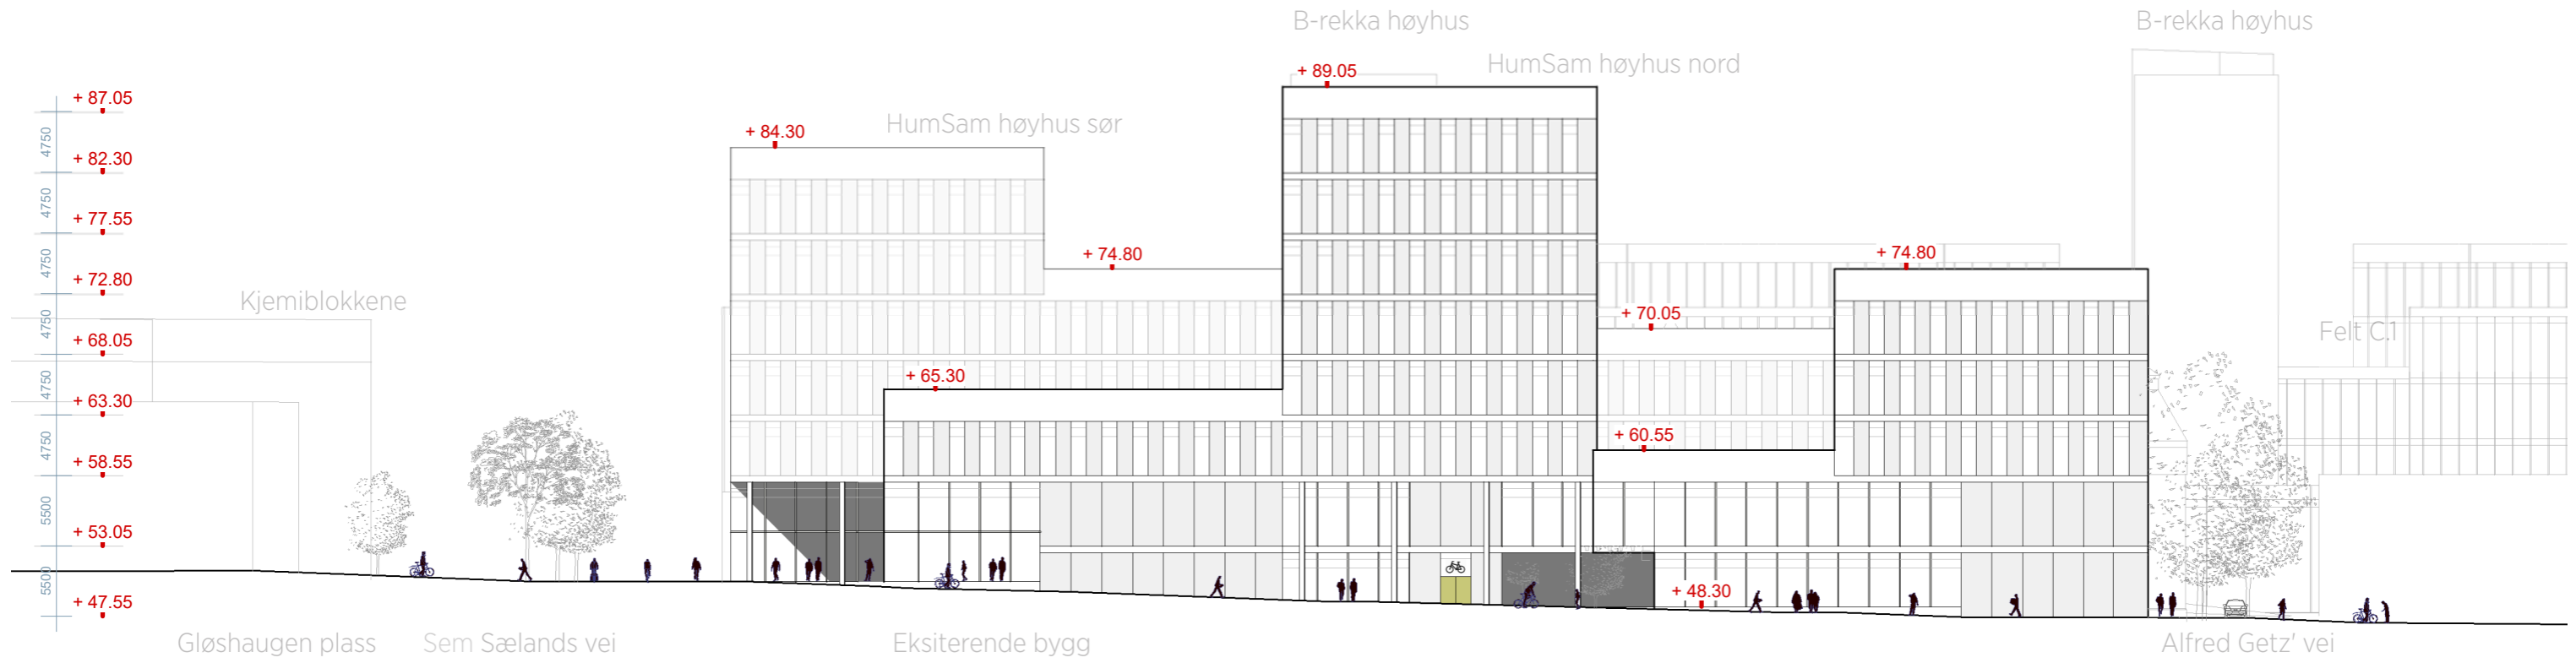 B-rekka høyhus
B-rekka høyhus
HumSam høyhus nord
+ 89.05
+ 87.05
HumSam høyhus sør
+ 84.30
4750
+ 82.30
4750
+ 77.55
+ 74.80
+ 74.80
4750
+ 72.80
Kjemiblokkene
+ 70.05
4750
Felt C.1
+ 68.05
+ 65.30
4750
+ 63.30
+ 60.55
4750
+ 58.55
5500
+ 53.05
5500
+ 48.30
+ 47.55
Gløshaugen plass
Sem Sælands vei
Eksiterende bygg
Alfred Getz' vei